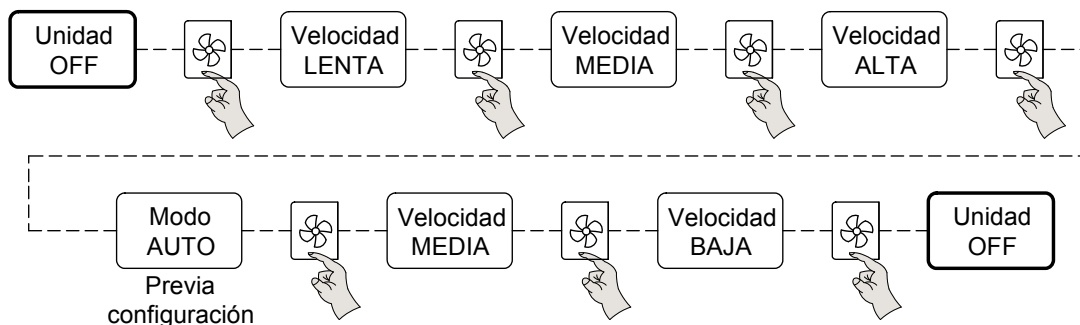 Unidad
OFF
Velocidad
LENTA
Velocidad
MEDIA
Velocidad
ALTA
Modo
AUTO
Previa
configuración
Velocidad
MEDIA
Velocidad
BAJA
Unidad
OFF